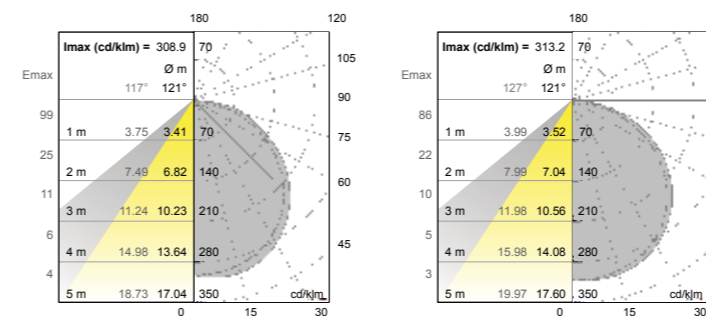 180 120
Imax (cd/klm) = 308.9 70
105
Ø m
Emax
117° 121°
90
99
1 m 3.75 3.41 70
75
25
2 m 7.49 6.82 140
60
11
3 m 11.24 10.23 210
6
45
4 m 14.98 13.64 280
4
5 m 18.73 17.04 350 cd/klm
0 15 30
180
Imax (cd/klm) = 313.2 70
Ø m
Emax
127° 121°
86
1 m 3.99 3.52 70
22
2 m 7.99 7.04 140
10
3 m 11.98 10.56 210
5
4 m 15.98 14.08 280
3
5 m 19.97 17.60 350 cd/klm
0 15 30